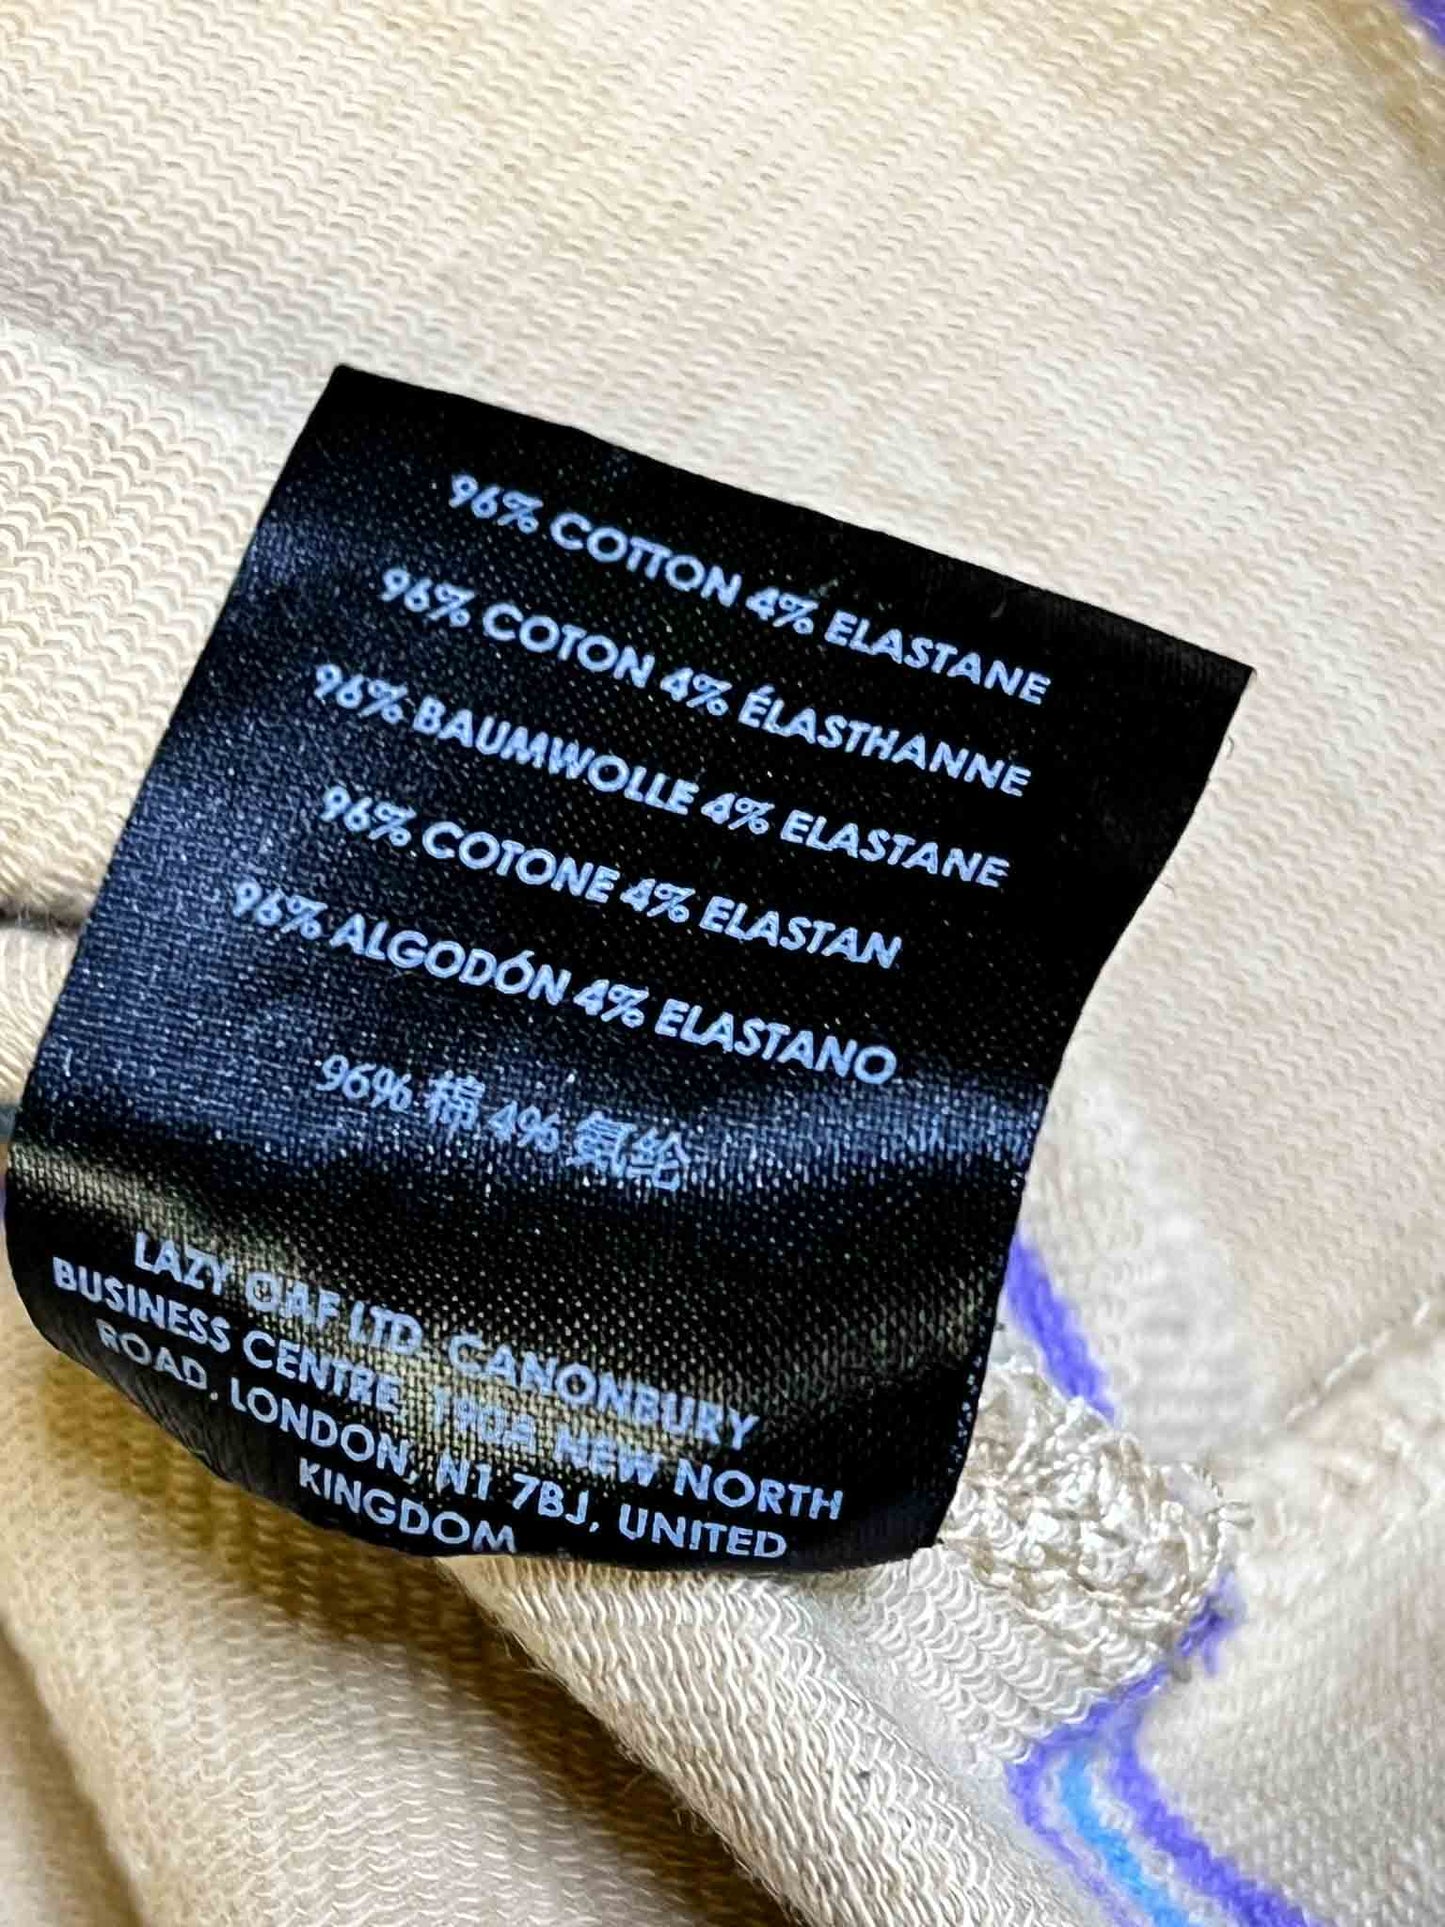 96% COTTON 4% ELASTANE
96% COTON 4% ÉLASTHANNE
96% BAUMWOLLE 4% ELASTANE
96% COTONE 4% ELASTAN
96% ALGODÓN 4% ELASTANO
96% 棉 4% 氨纶
LAZY OAF LTD. CANONBURY
BUSINESS CENTRE, 190A NEW NORTH
ROAD, LONDON, N1 7BJ, UNITED
KINGDOM